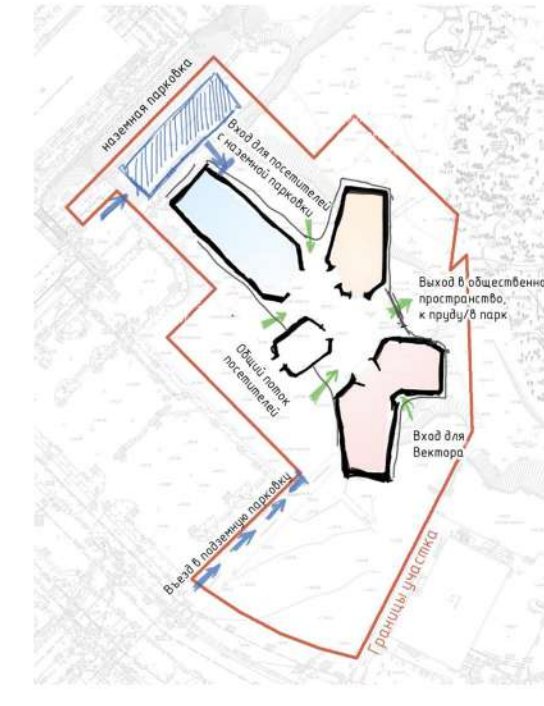 наземная парковка
Вход для посетителей
с наземной парковки
Выход в общественно
пространство,
к пруду/в парк
Общий поток
посетителей
Вход для
Вектора
Въезд в подземную парковку
Границы участка